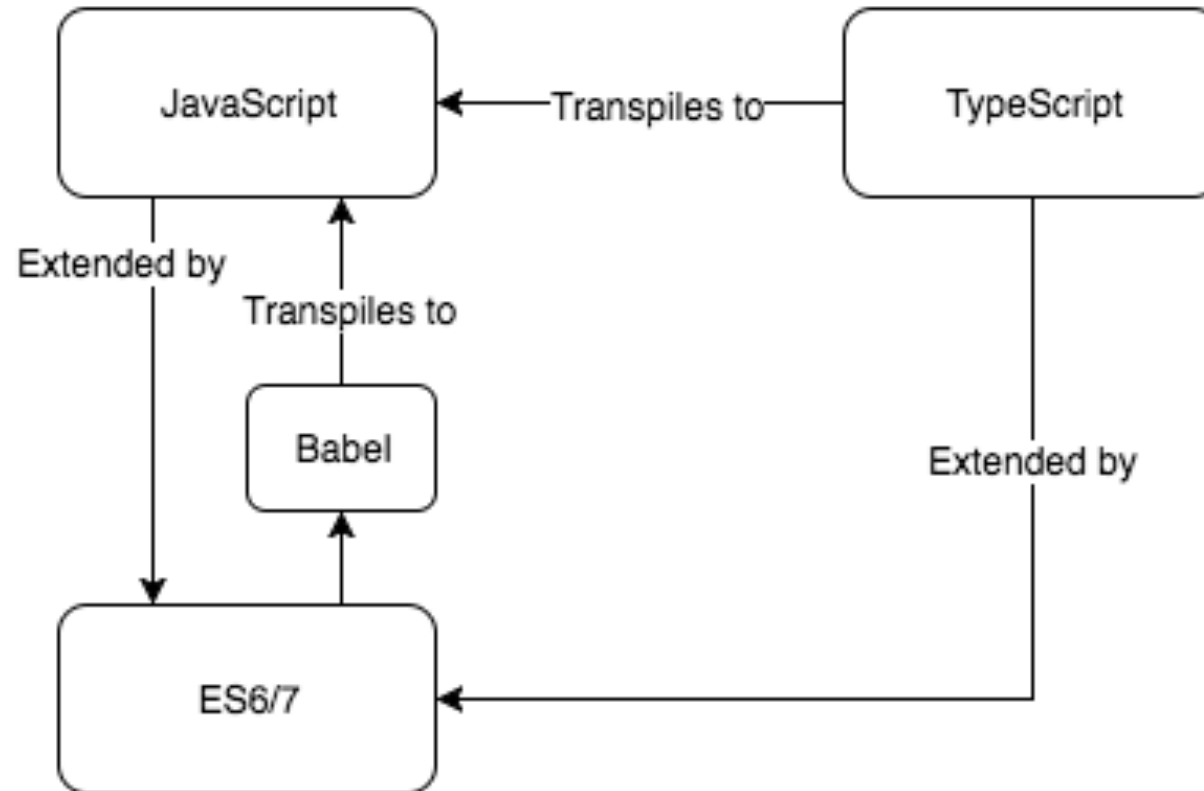 JavaScript
Transpiles to
TypeScript
Extended by
Transpiles to
Babel
Extended by
ES6/7